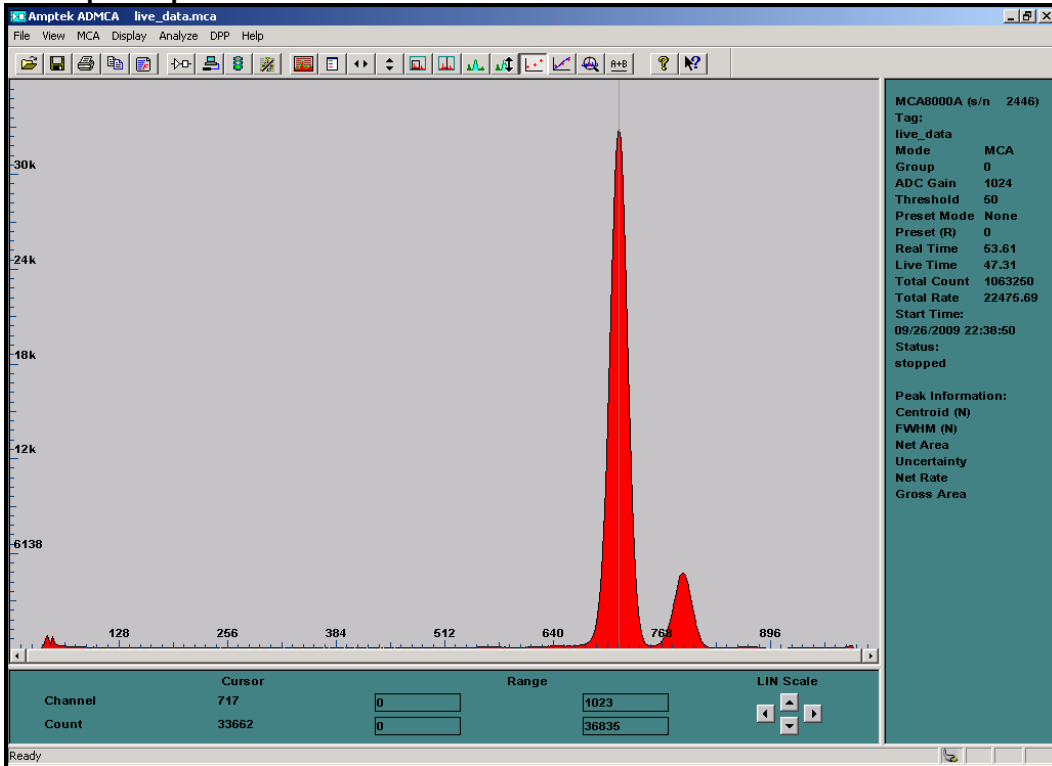 Amptek ADMCA live_data.mca
File View MCA Display Analyze DPP Help
A+B
30k
24k
18k
12k
6138
128 256 384 512 640 768 896
MCA8000A (s/n 2446)
Tag:
live_data
Mode MCA
Group 0
ADC Gain 1024
Threshold 50
Preset Mode None
Preset (R) 0
Real Time 53.61
Live Time 47.31
Total Count 1063250
Total Rate 22475.69
Start Time:
09/26/2009 22:38:50
Status:
stopped
Peak Information:
Centroid (N)
FWHM (N)
Net Area
Uncertainty
Net Rate
Gross Area
Cursor Range LIN Scale
Channel 717 0 1023
Count 33662 0 36835
Ready